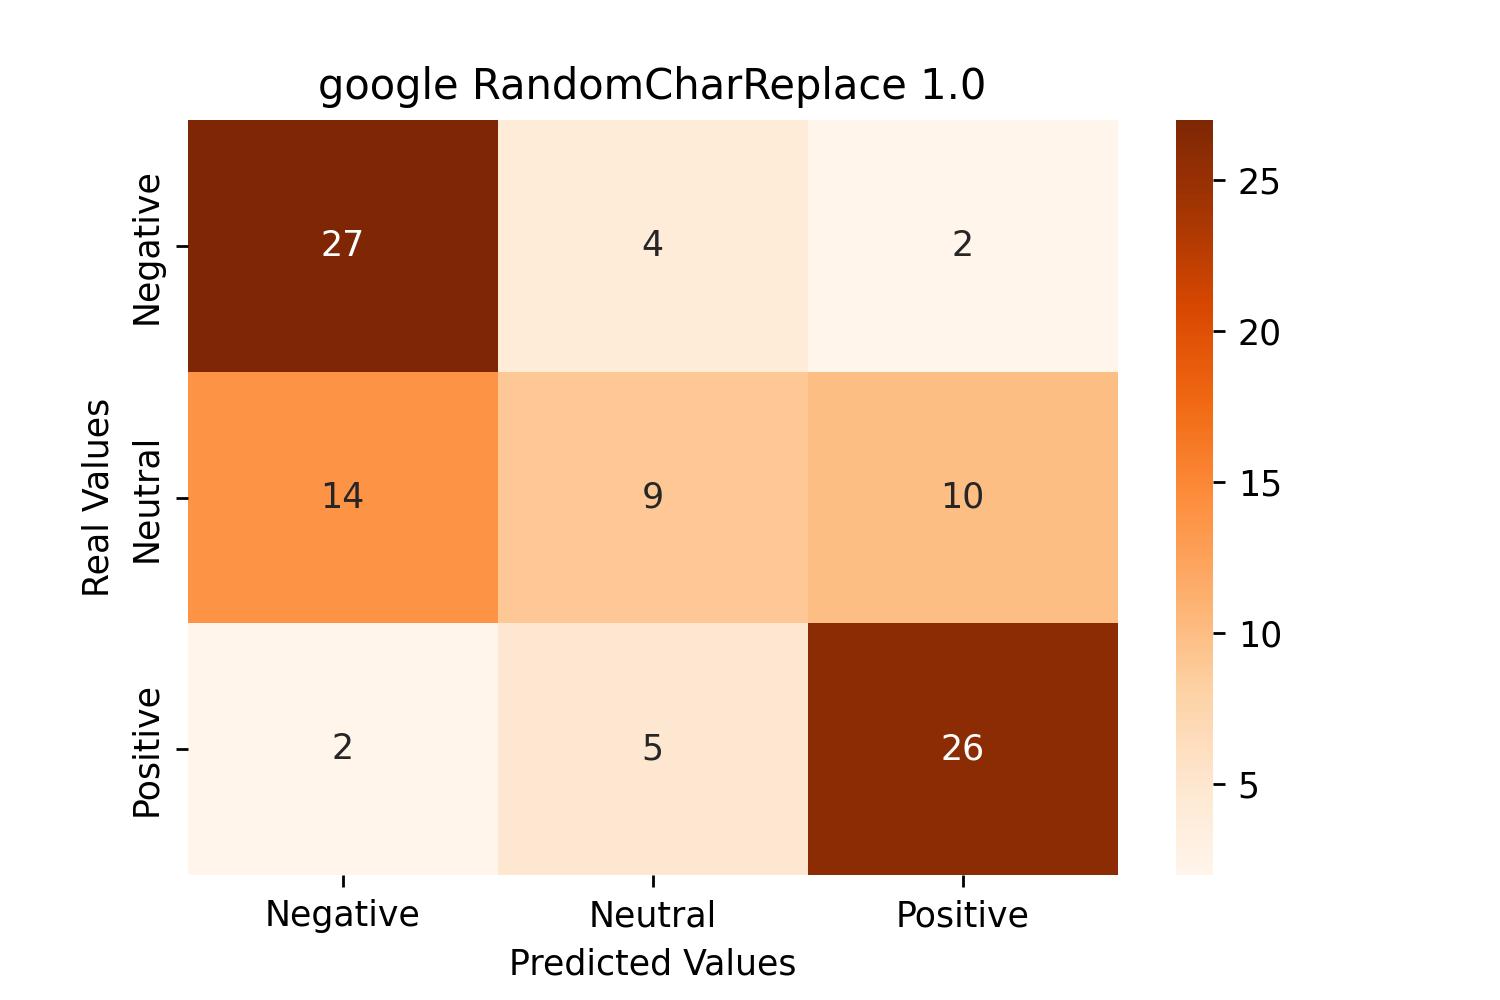 google RandomCharReplace 1.0
Real Values
Negative
27 4 2
Neutral
14 9 10
Positive
2 5 26
Negative Neutral Positive
Predicted Values
25
20
15
10
5